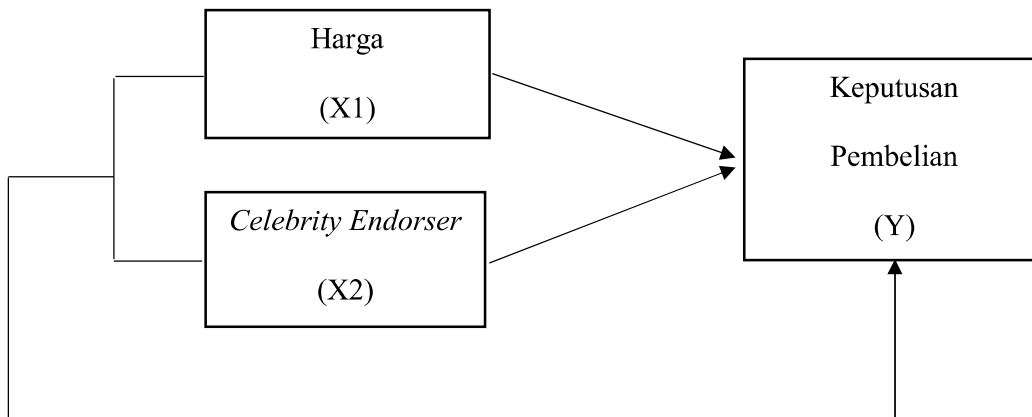 Harga
(X1)
Celebrity Endorser
(X2)
Keputusan
Pembelian
(Y)